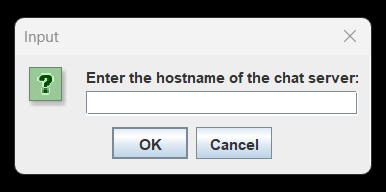 Input
?
Enter the hostname of the chat server:
OK
Cancel